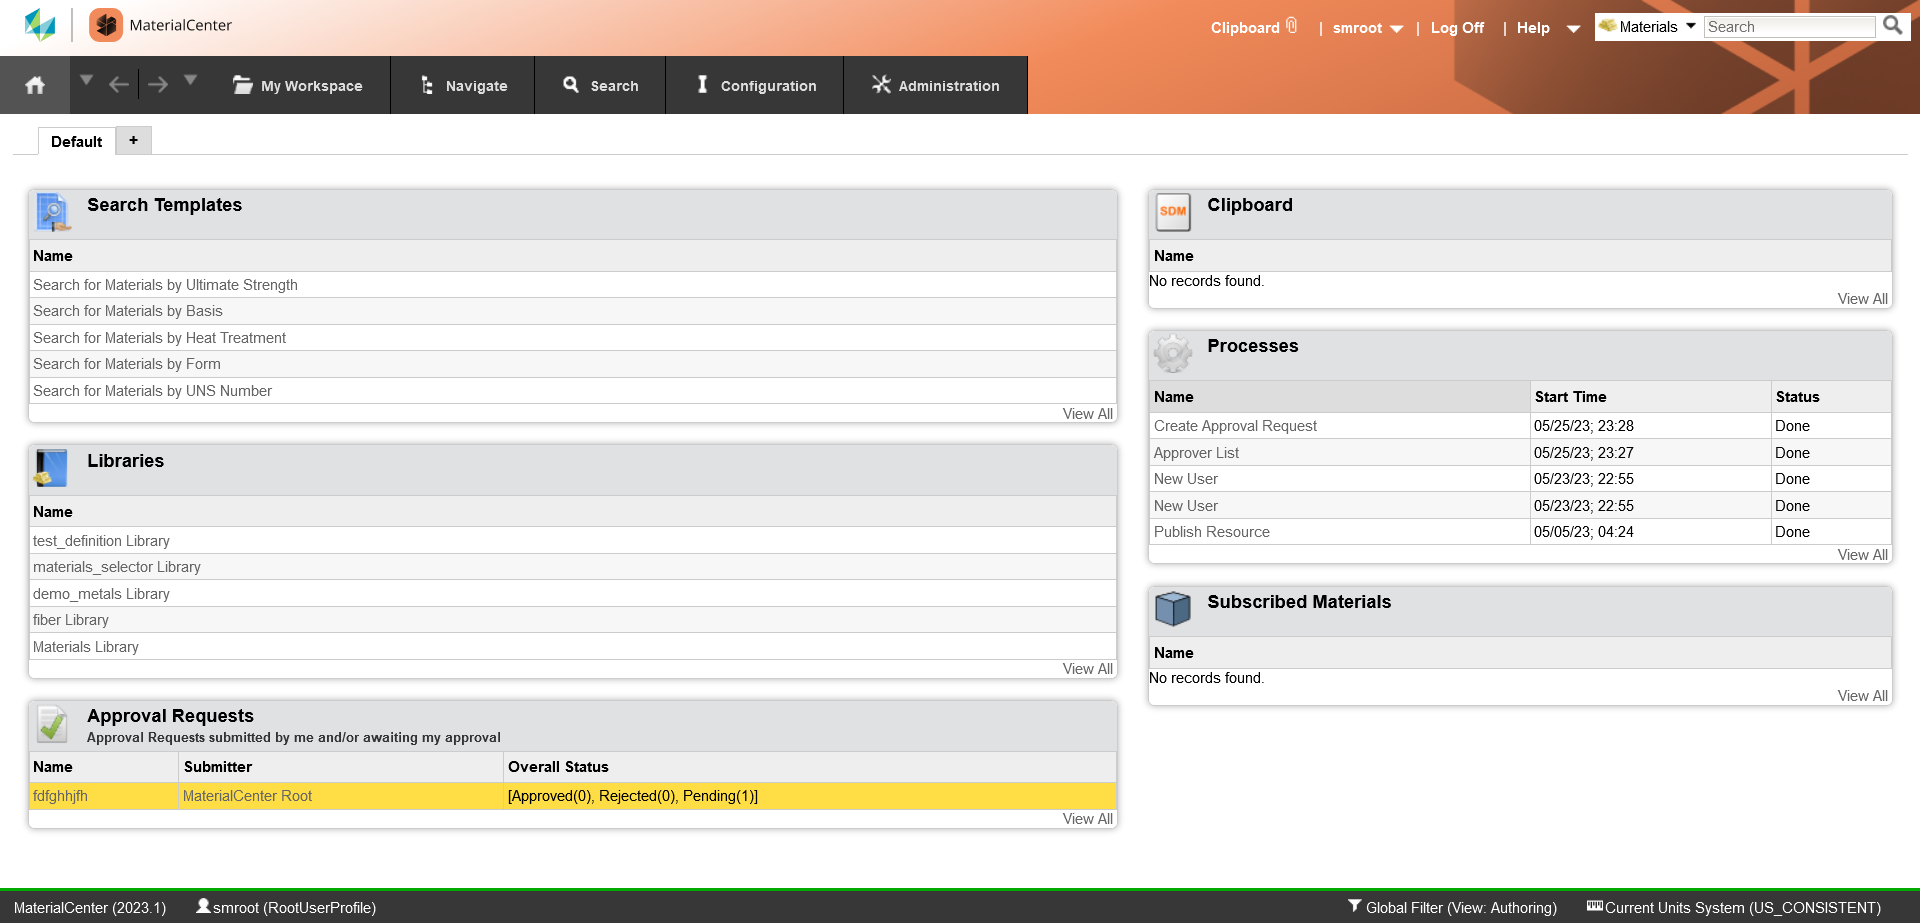 MaterialCenter
Clipboard | smroot | Log Off | Help
Materials
Search
My Workspace
Navigate
Search
Configuration
Administration
Default
+
Search Templates
Name
Search for Materials by Ultimate Strength
Search for Materials by Basis
Search for Materials by Heat Treatment
Search for Materials by Form
Search for Materials by UNS Number
View All
Libraries
Name
test_definition Library
materials_selector Library
demo_metals Library
fiber Library
Materials Library
View All
Approval Requests
Approval Requests submitted by me and/or awaiting my approval
Name Submitter Overall Status
fdfghhjfh MaterialCenter Root [Approved(0), Rejected(0), Pending(1)]
View All
SDM
Clipboard
Name
No records found.
View All
Processes
Name Start Time Status
Create Approval Request 05/25/23; 23:28 Done
Approver List 05/25/23; 23:27 Done
New User 05/23/23; 22:55 Done
New User 05/23/23; 22:55 Done
Publish Resource 05/05/23; 04:24 Done
View All
Subscribed Materials
Name
No records found.
View All
MaterialCenter (2023.1) smroot (RootUserProfile) Global Filter (View: Authoring) Current Units System (US_CONSISTENT)